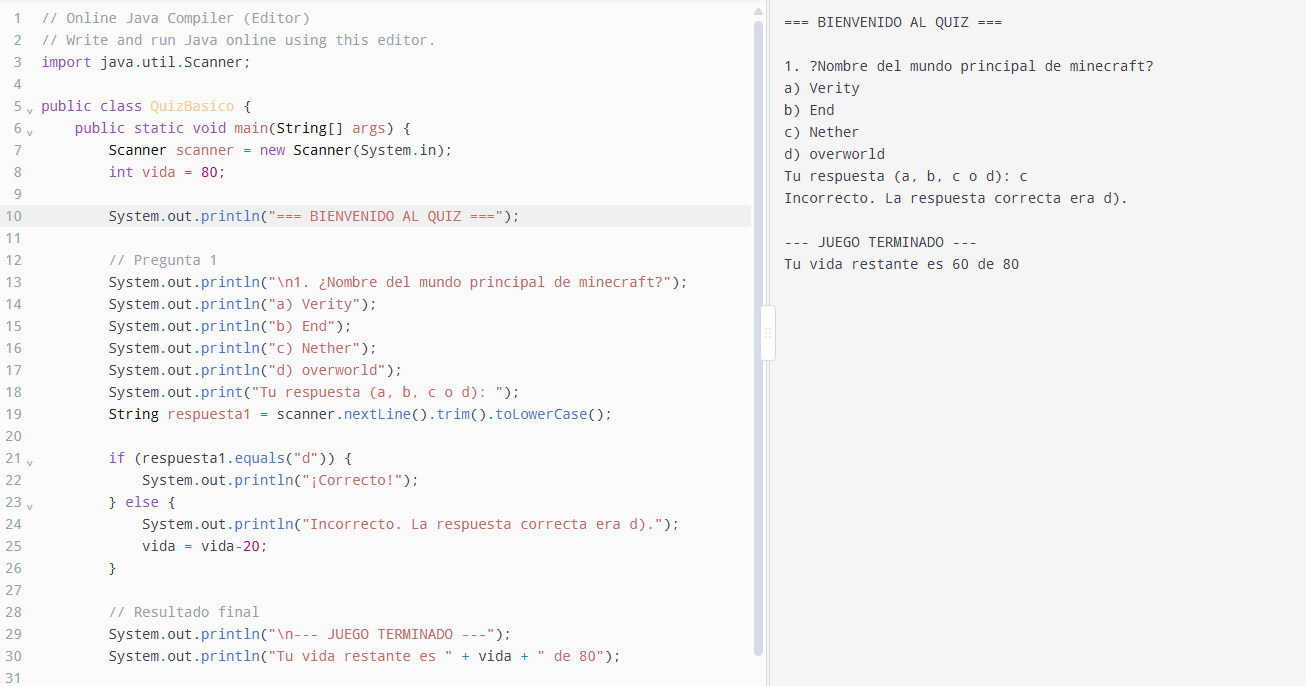 1 // Online Java Compiler (Editor)
2 // Write and run Java online using this editor.
3 import java.util.Scanner;
4
5 public class QuizBasico {
6     public static void main(String[] args) {
7         Scanner scanner = new Scanner(System.in);
8         int vida = 80;
9
10         System.out.println("=== BIENVENIDO AL QUIZ ===");
11
12         // Pregunta 1
13         System.out.println("\n1. ¿Nombre del mundo principal de minecraft?");
14         System.out.println("a) Verity");
15         System.out.println("b) End");
16         System.out.println("c) Nether");
17         System.out.println("d) overworld");
18         System.out.print("Tu respuesta (a, b, c o d): ");
19         String respuesta1 = scanner.nextLine().trim().toLowerCase();
20
21         if (respuesta1.equals("d")) {
22             System.out.println("¡Correcto!");
23         } else {
24             System.out.println("Incorrecto. La respuesta correcta era d).");
25             vida = vida-20;
26         }
27
28         // Resultado final
29         System.out.println("\n--- JUEGO TERMINADO ---");
30         System.out.println("Tu vida restante es " + vida + " de 80");
31
=== BIENVENIDO AL QUIZ ===

1. ?Nombre del mundo principal de minecraft?
a) Verity
b) End
c) Nether
d) overworld
Tu respuesta (a, b, c o d): c
Incorrecto. La respuesta correcta era d).

--- JUEGO TERMINADO ---
Tu vida restante es 60 de 80